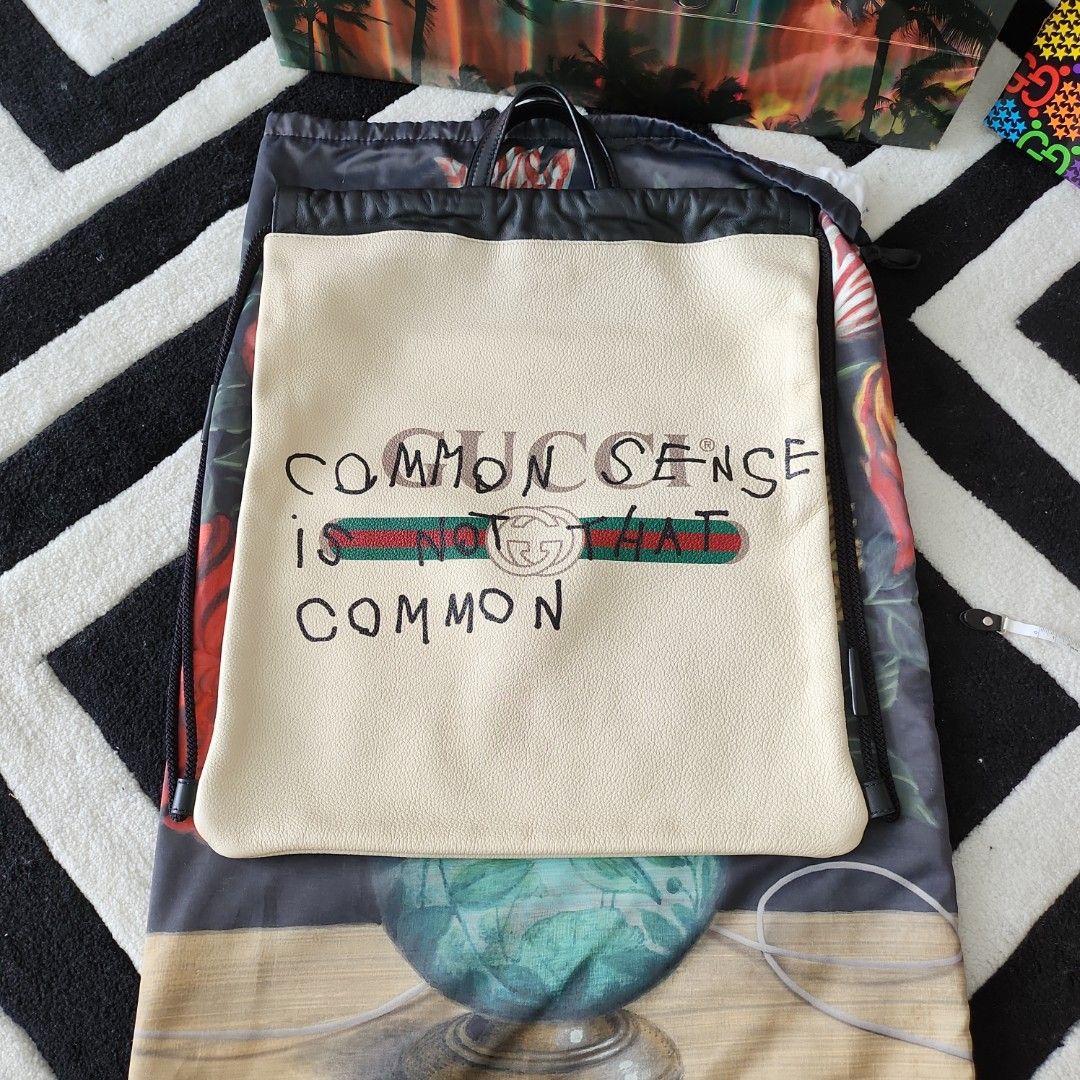 GUCCI®
COMMON SENSE
iS NOT THAT
COMMON